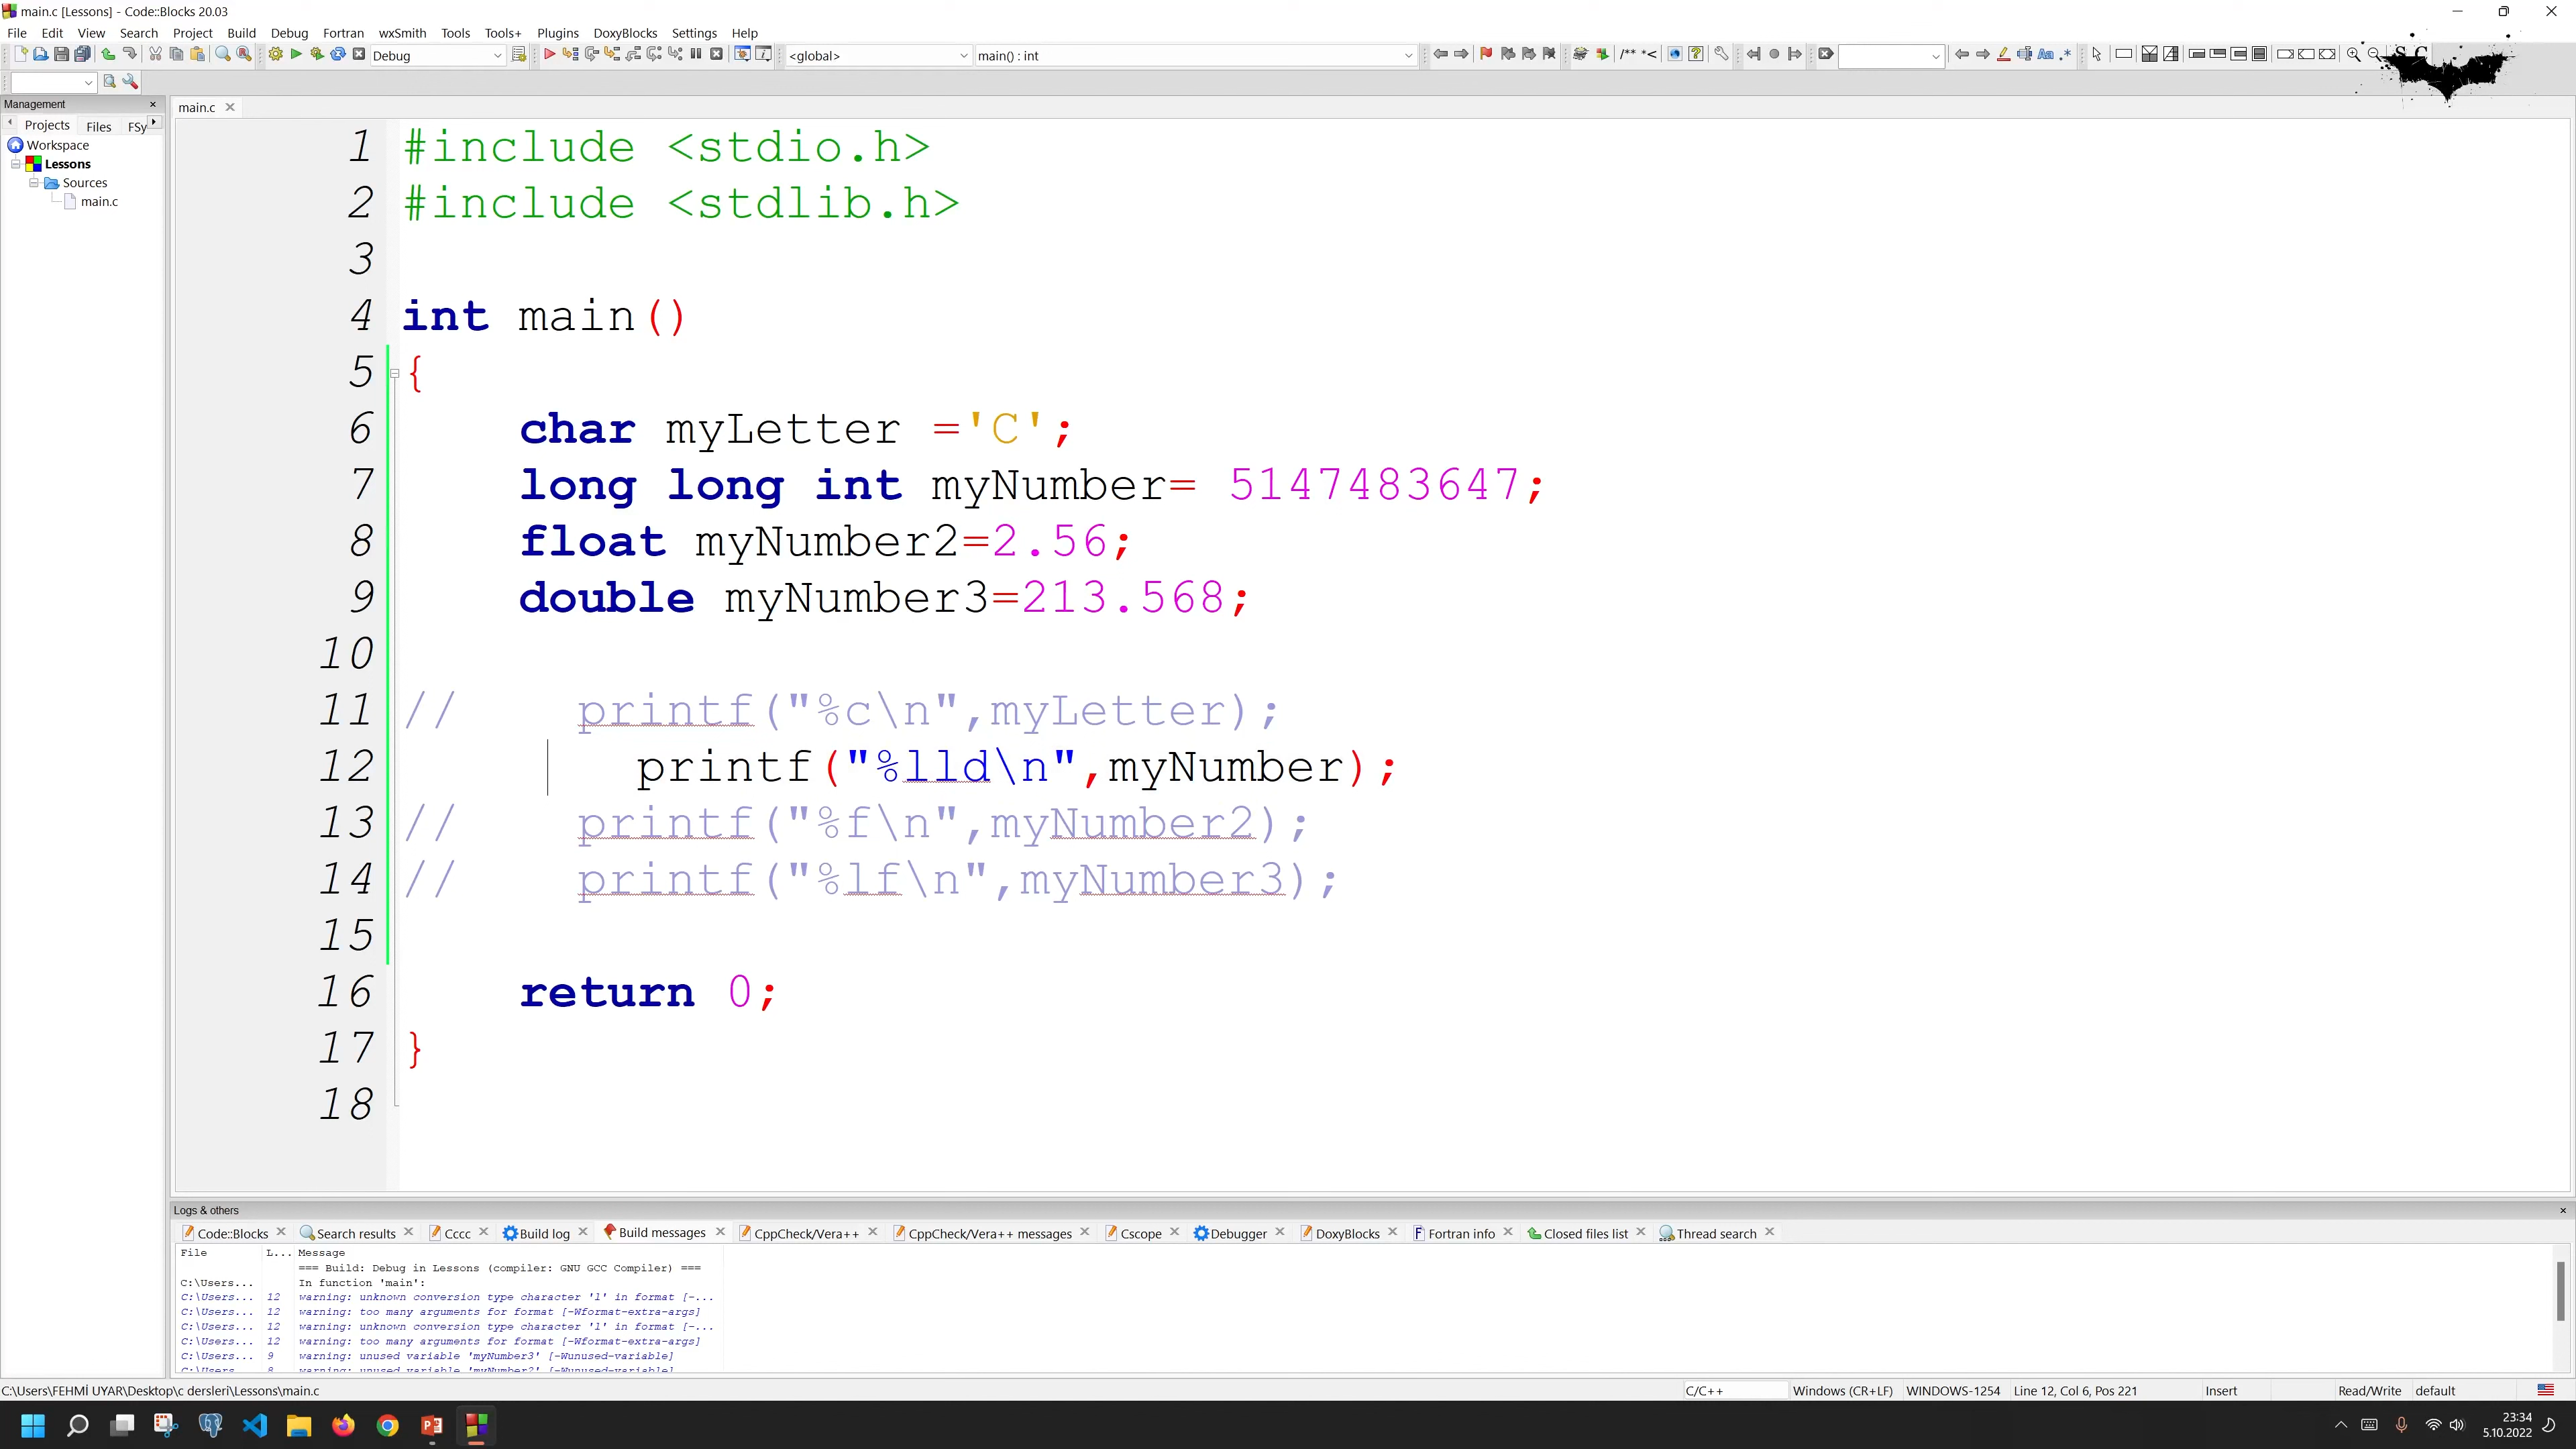 main.c [Lessons] - Code::Blocks 20.03
File Edit View Search Project Build Debug Fortran wxSmith Tools Tools+ Plugins DoxyBlocks Settings Help
Debug <global> main() : int
Management
Projects Files FSy
Workspace
Lessons
Sources
main.c
main.c
1 #include <stdio.h>
2 #include <stdlib.h>
3
4 int main()
5 {
6 char myLetter ='C';
7 long long int myNumber= 5147483647;
8 float myNumber2=2.56;
9 double myNumber3=213.568;
10
11 // printf("%c\n",myLetter);
12 printf("%lld\n",myNumber);
13 // printf("%f\n",myNumber2);
14 // printf("%lf\n",myNumber3);
15
16 return 0;
17 }
18
Logs & others
Code::Blocks Search results Cccc Build log Build messages CppCheck/Vera++ CppCheck/Vera++ messages Cscope Debugger DoxyBlocks Fortran info Closed files list Thread search
File L... Message
=== Build: Debug in Lessons (compiler: GNU GCC Compiler) ===
C:\Users... In function 'main':
C:\Users... 12 warning: unknown conversion type character 'l' in format [-...
C:\Users... 12 warning: too many arguments for format [-Wformat-extra-args]
C:\Users... 12 warning: unknown conversion type character 'l' in format [-...
C:\Users... 12 warning: too many arguments for format [-Wformat-extra-args]
C:\Users... 9 warning: unused variable 'myNumber3' [-Wunused-variable]
C:\Users... 8 warning: unused variable 'myNumber2' [-Wunused-variable]
C:\Users\FEHMİ UYAR\Desktop\c dersleri\Lessons\main.c C/C++ Windows (CR+LF) WINDOWS-1254 Line 12, Col 6, Pos 221 Insert Read/Write default
23:34
5.10.2022